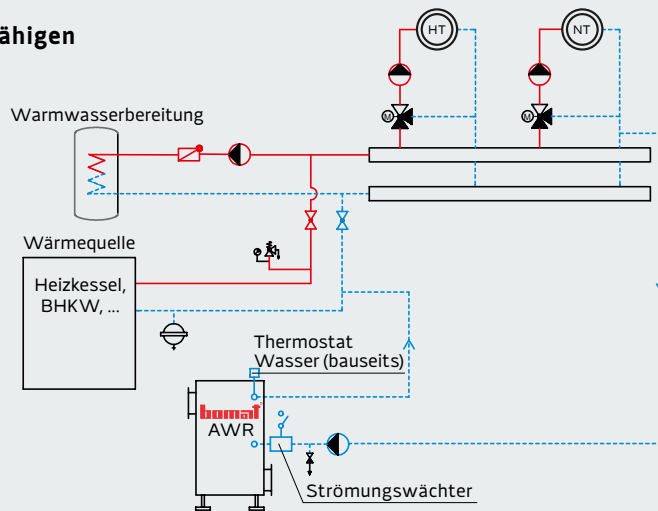 ähigen
HT
NT
M
M
Warmwasserbereitung
Wärmequelle
Heizkessel,
BHKW, ...
Thermostat
Wasser (bauseits)
bomat
AWR
Strömungswächter